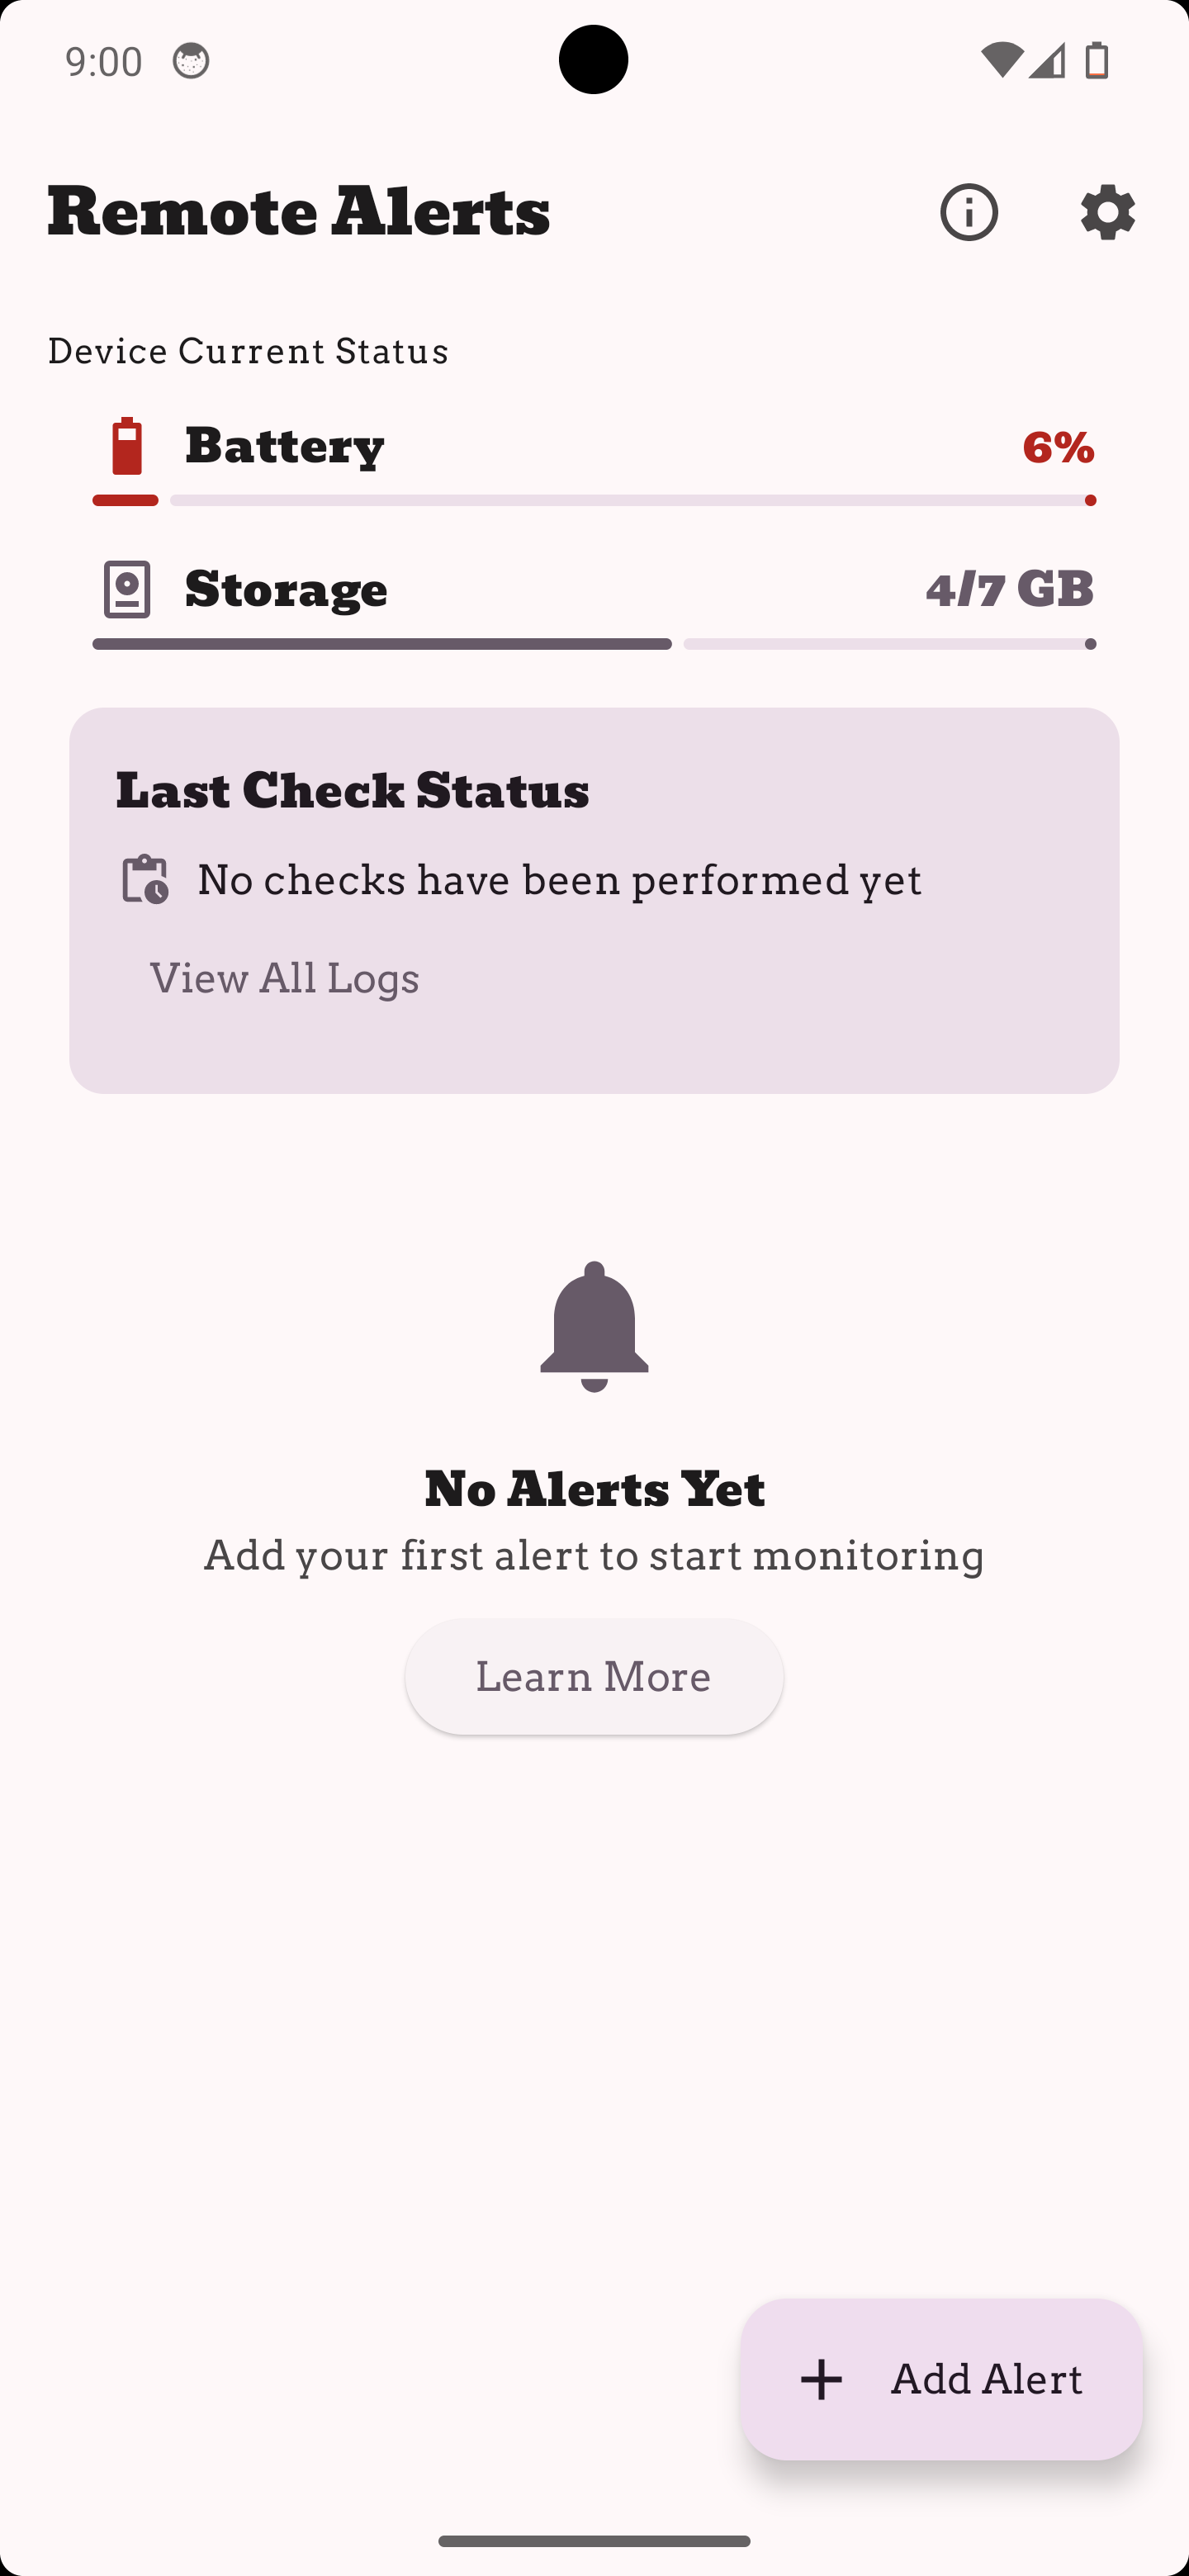 9:00
Remote Alerts
Device Current Status
Battery 6%
Storage 4/7 GB
Last Check Status
No checks have been performed yet
View All Logs
No Alerts Yet
Add your first alert to start monitoring
Learn More
Add Alert